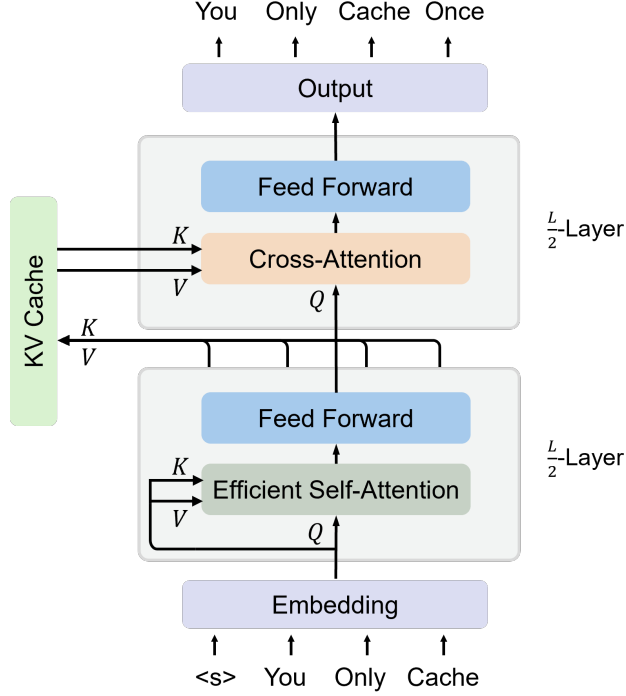 You Only Cache Once
Output
Feed Forward
L/2-Layer
K
Cross-Attention
V
Q
KV Cache
K
V
Feed Forward
L/2-Layer
K
Efficient Self-Attention
V
Q
Embedding
<s> You Only Cache